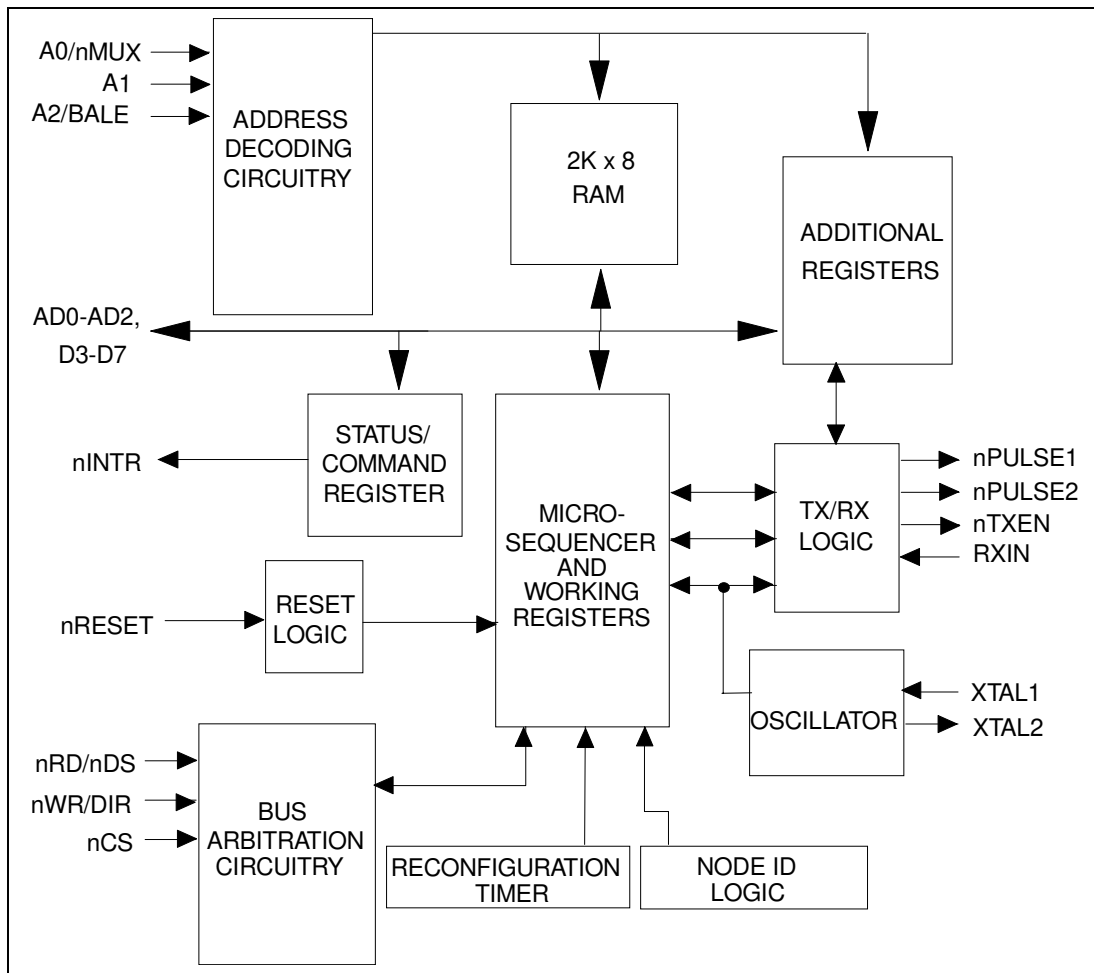 A0/nMUX
A1
A2/BALE
ADDRESS
DECODING
CIRCUITRY
2K x 8
RAM
ADDITIONAL
REGISTERS
AD0-AD2,
D3-D7
nINTR
STATUS/
COMMAND
REGISTER
MICRO-
SEQUENCER
AND
WORKING
REGISTERS
TX/RX
LOGIC
nPULSE1
nPULSE2
nTXEN
RXIN
nRESET
RESET
LOGIC
OSCILLATOR
XTAL1
XTAL2
nRD/nDS
nWR/DIR
nCS
BUS
ARBITRATION
CIRCUITRY
RECONFIGURATION
TIMER
NODE ID
LOGIC